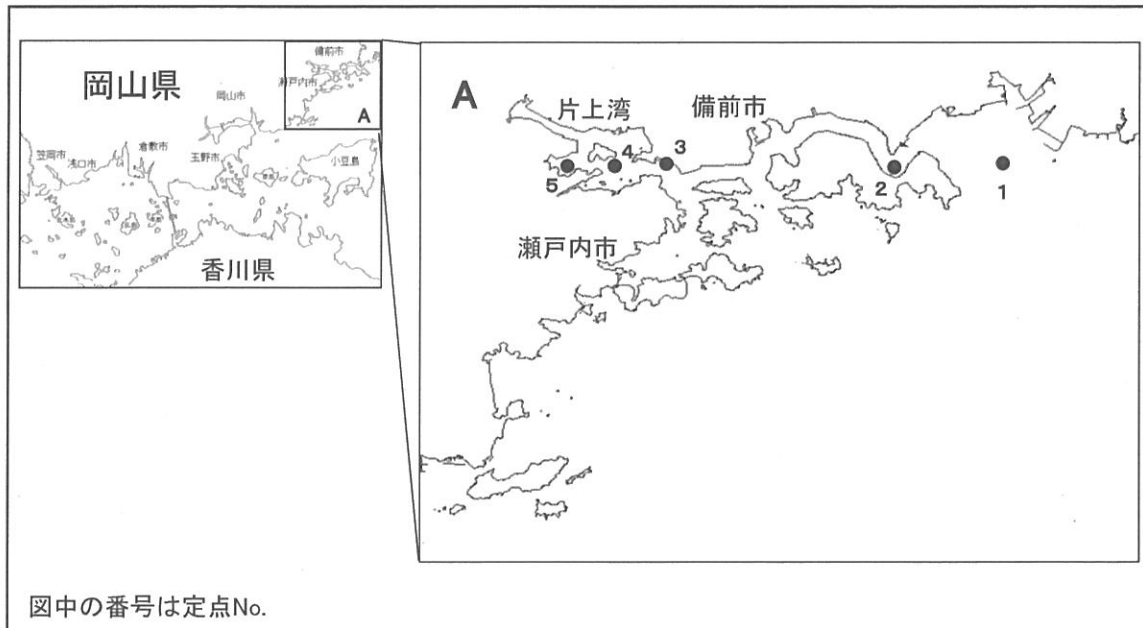 岡山県
備前市
瀬戸内市
A
岡山市
倉敷市
玉野市
笠岡市
浅口市
小豆島
香川県
A
片上湾
備前市
瀬戸内市
1
2
3
4
5
図中の番号は定点No.